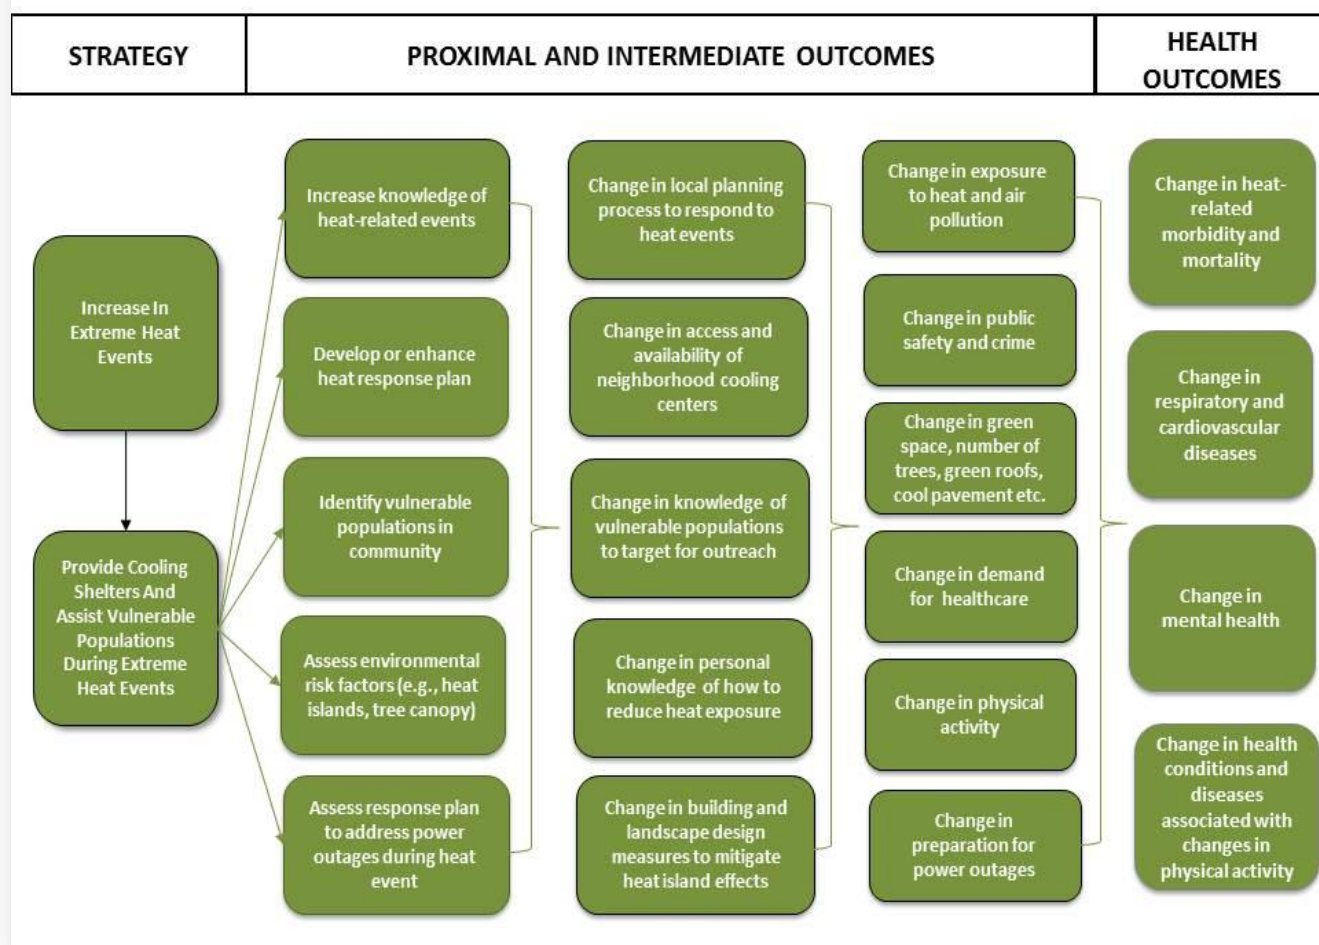 STRATEGY
PROXIMAL AND INTERMEDIATE OUTCOMES
HEALTH
OUTCOMES
Increase In
Extreme Heat
Events
Provide Cooling
Shelters And
Assist Vulnerable
Populations
During Extreme
Heat Events
Increase knowledge of
heat-related events
Develop or enhance
heat response plan
Identify vulnerable
populations in
community
Assess environmental
risk factors (e.g., heat
islands, tree canopy)
Assess response plan
to address power
outages during heat
event
Change in local planning
process to respond to
heat events
Change in access and
availability of
neighborhood cooling
centers
Change in knowledge of
vulnerable populations
to target for outreach
Change in personal
knowledge of how to
reduce heat exposure
Change in building and
landscape design
measures to mitigate
heat island effects
Change in exposure
to heat and air
pollution
Change in public
safety and crime
Change in green
space, number of
trees, green roofs,
cool pavement etc.
Change in demand
for healthcare
Change in physical
activity
Change in
preparation for
power outages
Change in heat-
related
morbidity and
mortality
Change in
respiratory and
cardiovascular
diseases
Change in
mental health
Change in health
conditions and
diseases
associated with
changes in
physical activity